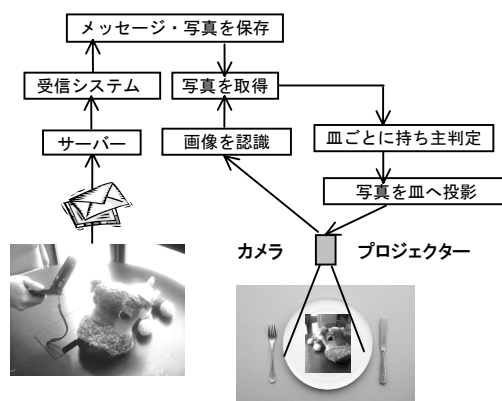 メッセージ・写真を保存
受信システム
写真を取得
サーバー
画像を認識
皿ごとに持ち主判定
写真を皿へ投影
カメラ
プロジェクター